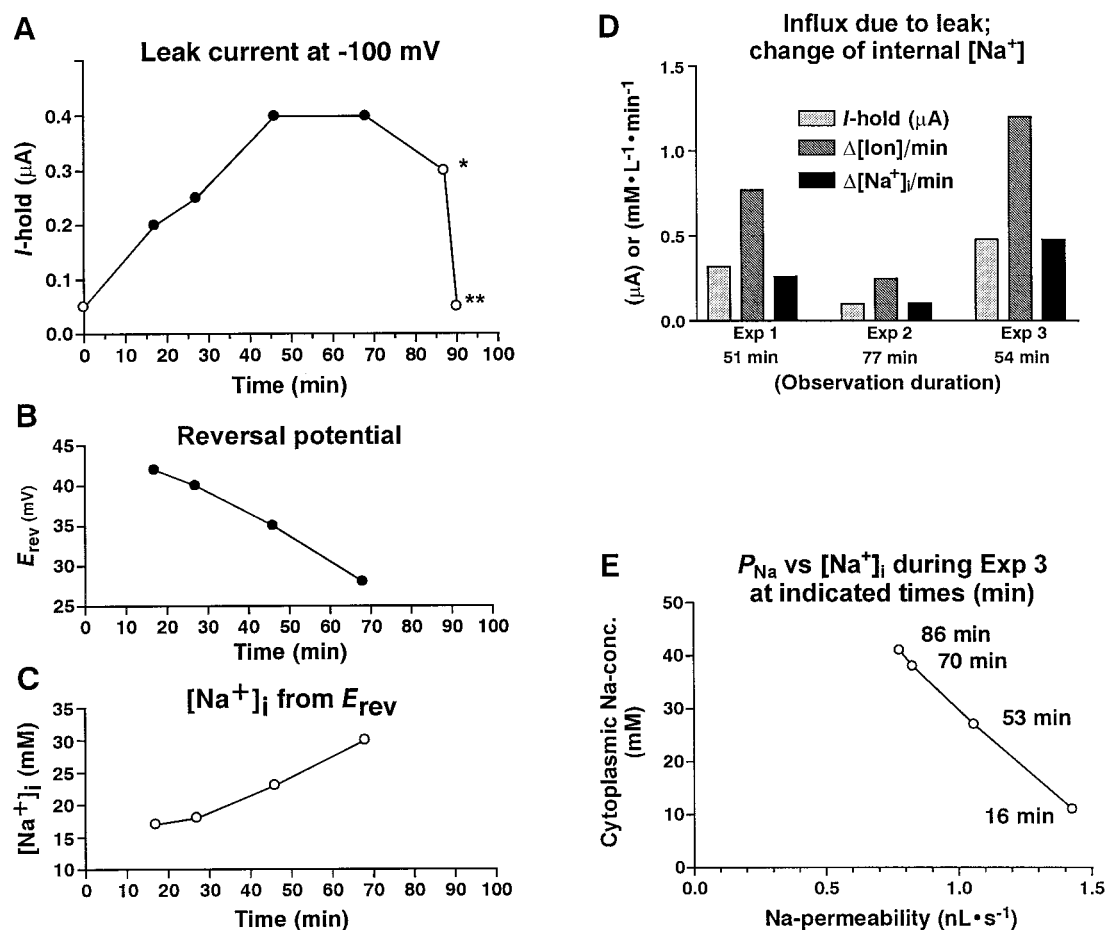 A
Leak current at -100 mV
I-hold (µA)
0.4
0.3
0.2
0.1
0.0
*
**
0 10 20 30 40 50 60 70 80 90 100
Time (min)
B
Reversal potential
Erev (mV)
45
40
35
30
25
0 10 20 30 40 50 60 70 80 90 100
Time (min)
C
[Na+]i from Erev
[Na+]i (mM)
35
30
25
20
15
10
0 10 20 30 40 50 60 70 80 90 100
Time (min)
D
Influx due to leak;
change of internal [Na+]
(µA) or (mM•L-1•min-1)
1.5
1.0
0.5
0.0
I-hold (µA)
Δ[Ion]/min
Δ[Na+]i/min
Exp 1 Exp 2 Exp 3
51 min 77 min 54 min
(Observation duration)
E
PNa vs [Na+]i during Exp 3
at indicated times (min)
Cytoplasmic Na-conc.
(mM)
50
40
30
20
10
0
86 min
70 min
53 min
16 min
0.0 0.5 1.0 1.5
Na-permeability (nL•s-1)